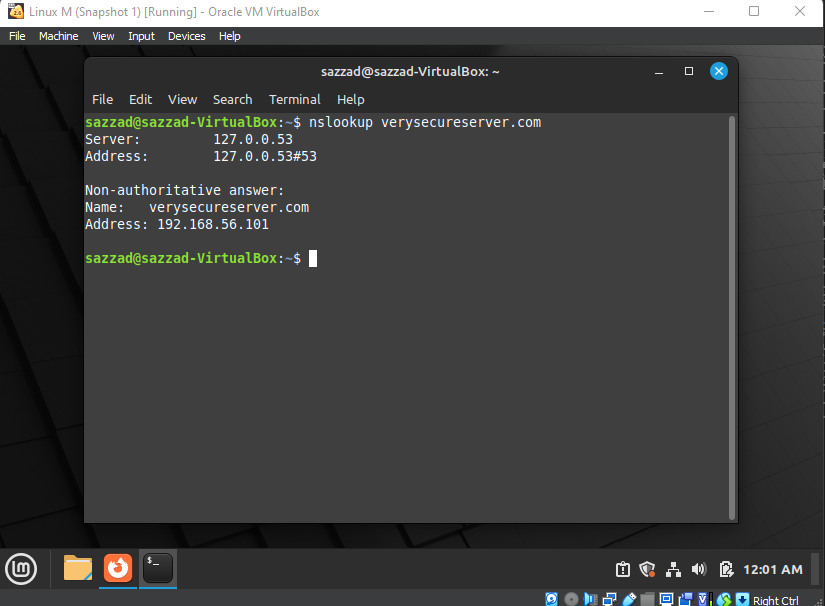 Linux M (Snapshot 1) [Running] - Oracle VM VirtualBox
File Machine View Input Devices Help
sazzad@sazzad-VirtualBox: ~
File Edit View Search Terminal Help
sazzad@sazzad-VirtualBox:~$ nslookup verysecureserver.com
Server: 127.0.0.53
Address: 127.0.0.53#53
Non-authoritative answer:
Name: verysecureserver.com
Address: 192.168.56.101
sazzad@sazzad-VirtualBox:~$
$_
12:01 AM
Right Ctrl